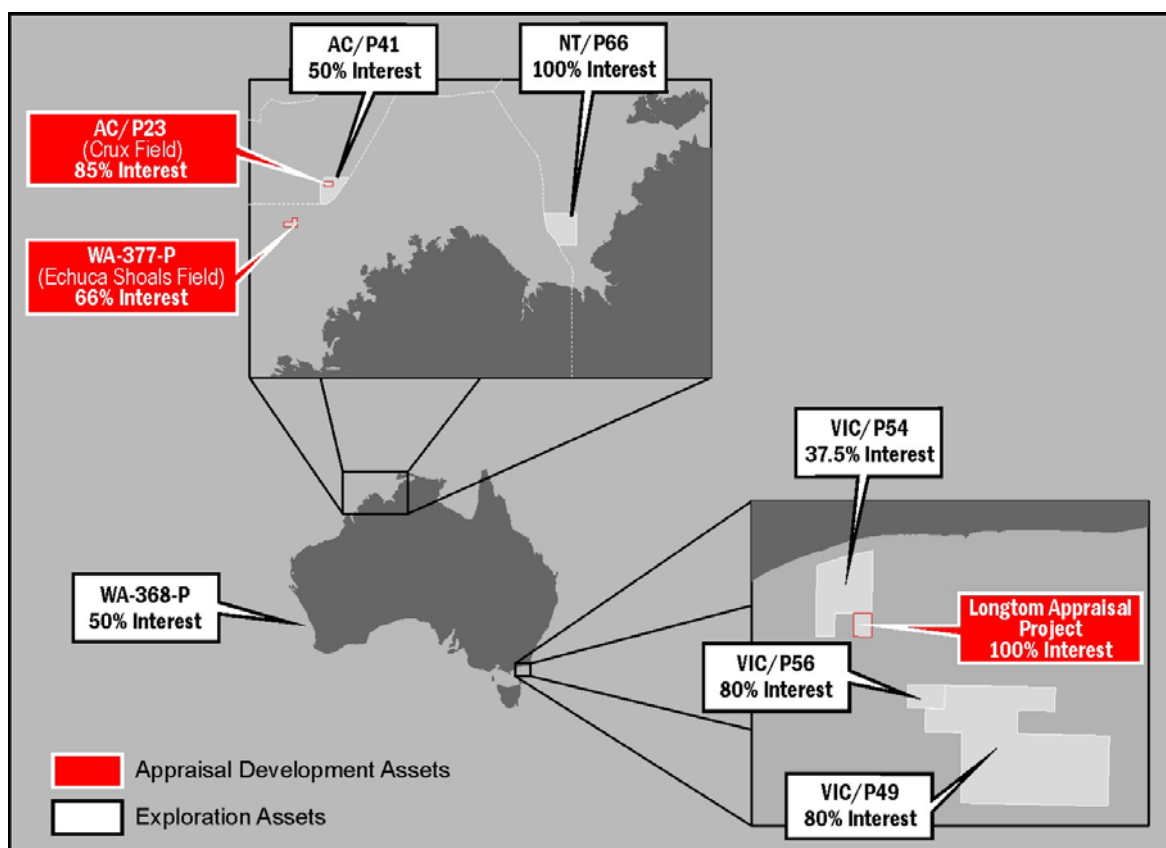 AC/P41
50% Interest
NT/P66
100% Interest
AC/P23
(Crux Field)
85% Interest
WA-377-P
(Echuca Shoals Field)
66% Interest
VIC/P54
37.5% Interest
WA-368-P
50% Interest
Longtom Appraisal
Project
100% Interest
VIC/P56
80% Interest
VIC/P49
80% Interest
Appraisal Development Assets
Exploration Assets